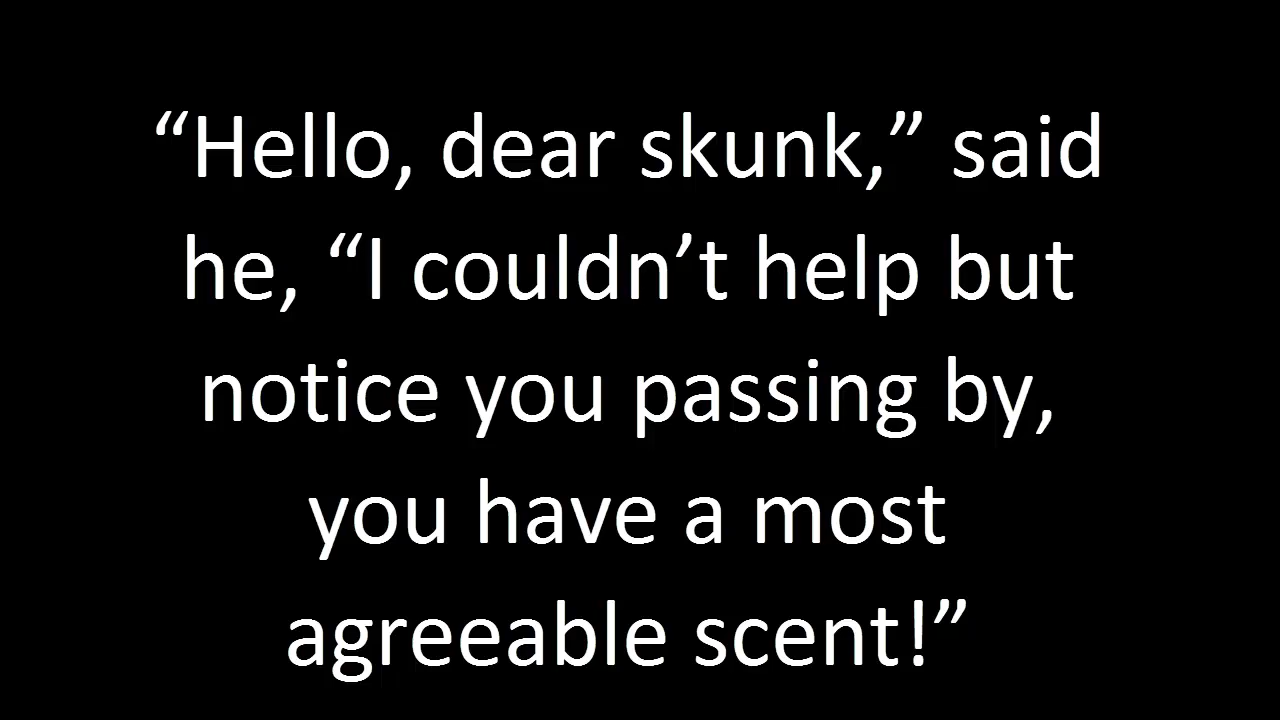 “Hello, dear skunk,” said
he, “I couldn’t help but
notice you passing by,
you have a most
agreeable scent!”